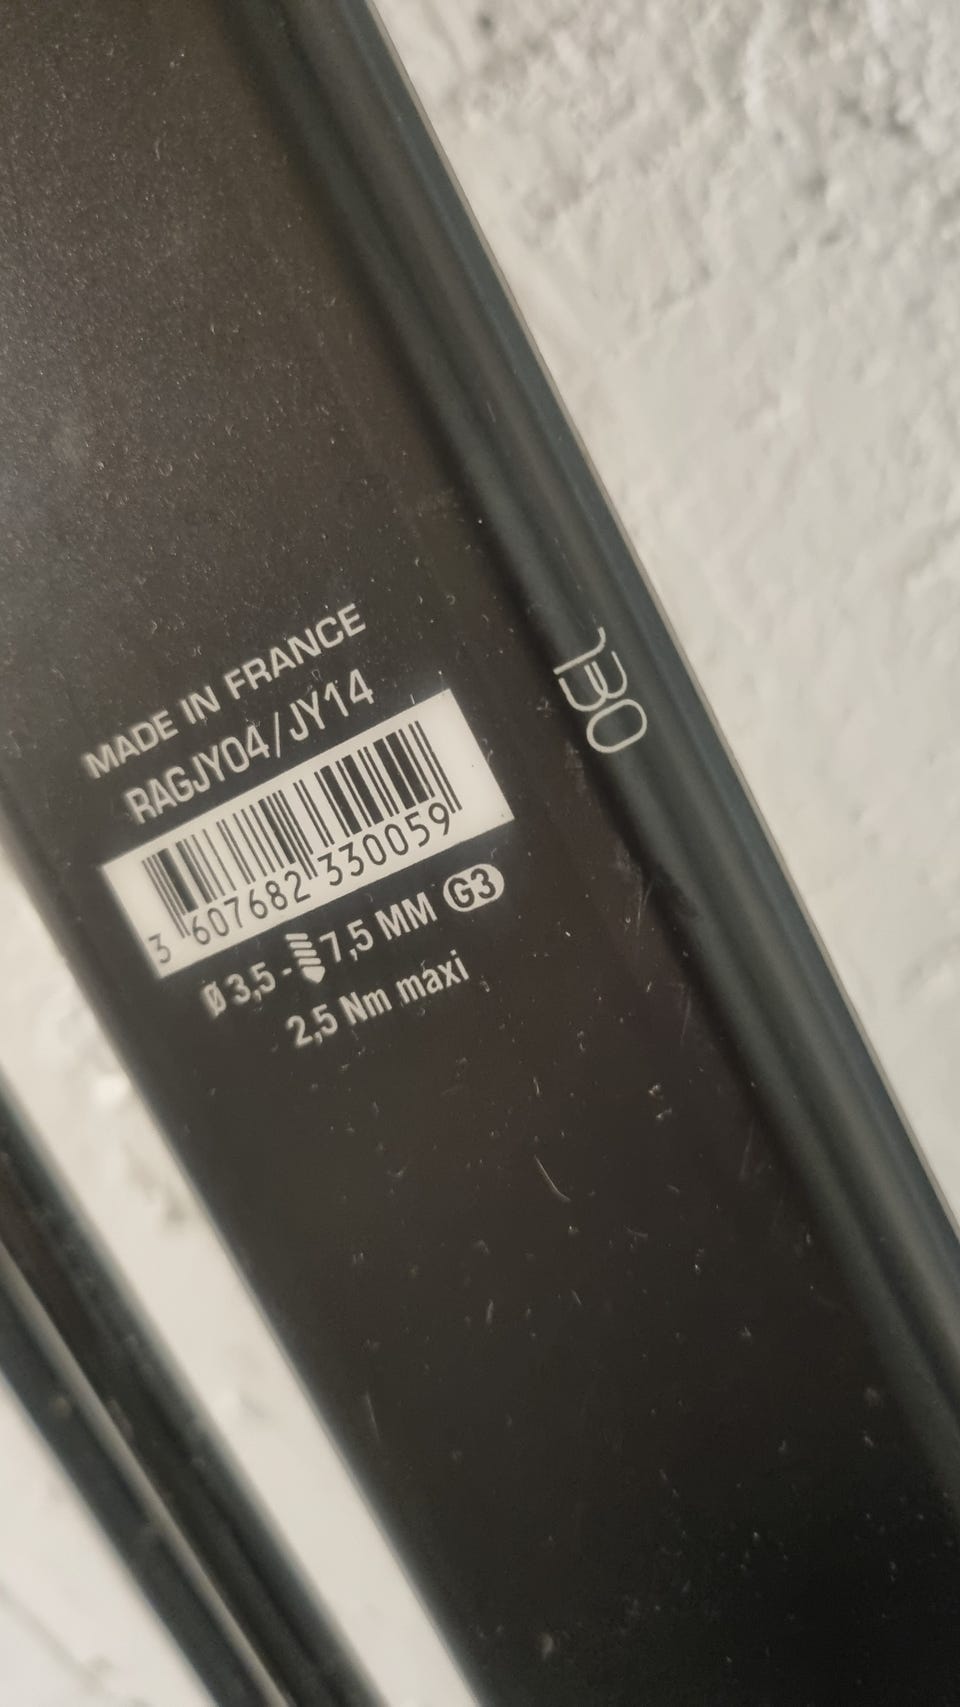 MADE IN FRANCE
RAGJY04/JY14
3 607682 330059
Ø 3,5 - 7,5 MM G3
2,5 Nm maxi
130